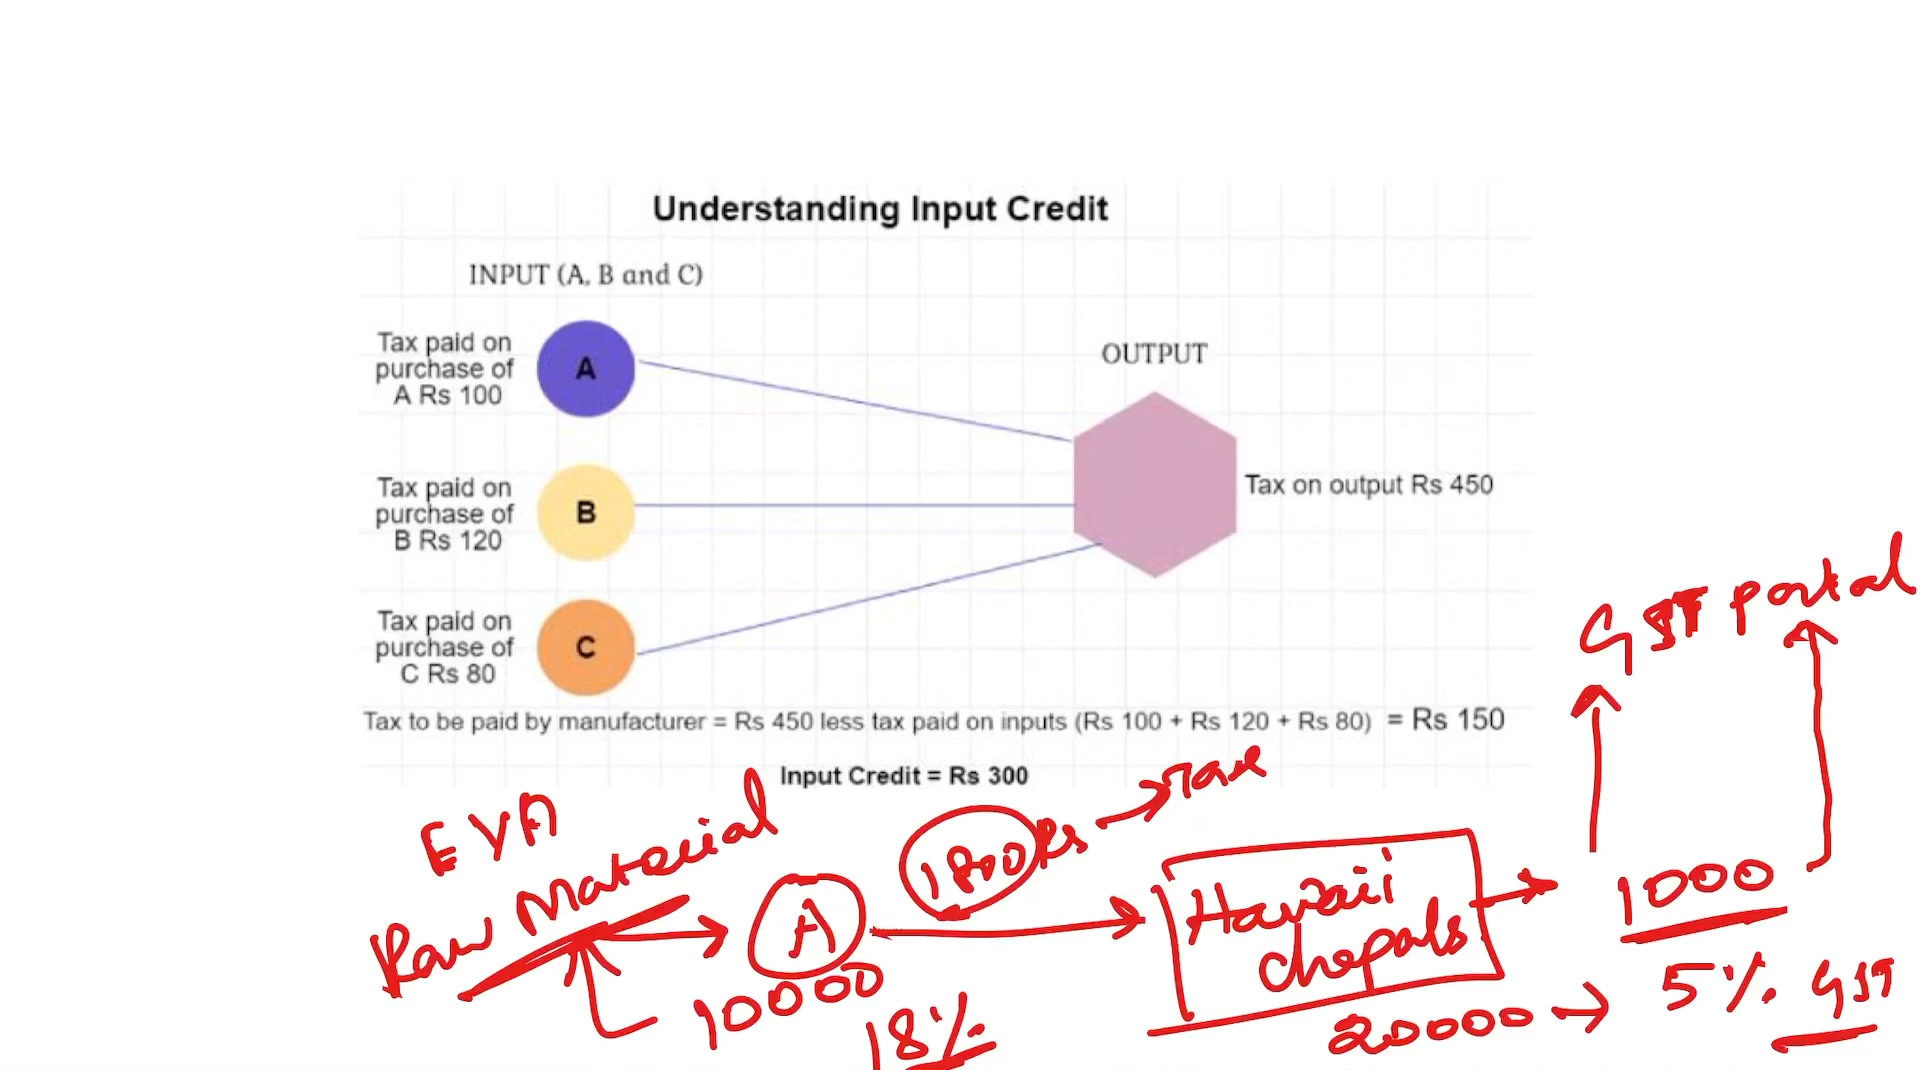 Understanding Input Credit
INPUT (A, B and C)
Tax paid on
purchase of
A Rs 100
A
OUTPUT
Tax paid on
purchase of
B Rs 120
B
Tax on output Rs 450
Tax paid on
purchase of
C Rs 80
C
GST portal
Tax to be paid by manufacturer = Rs 450 less tax paid on inputs (Rs 100 + Rs 120 + Rs 80) = Rs 150
Input Credit = Rs 300
EVA
Raw Material
A
10000
18%
1800Rs
Hawaii
chapals
20000
1000
5% GST